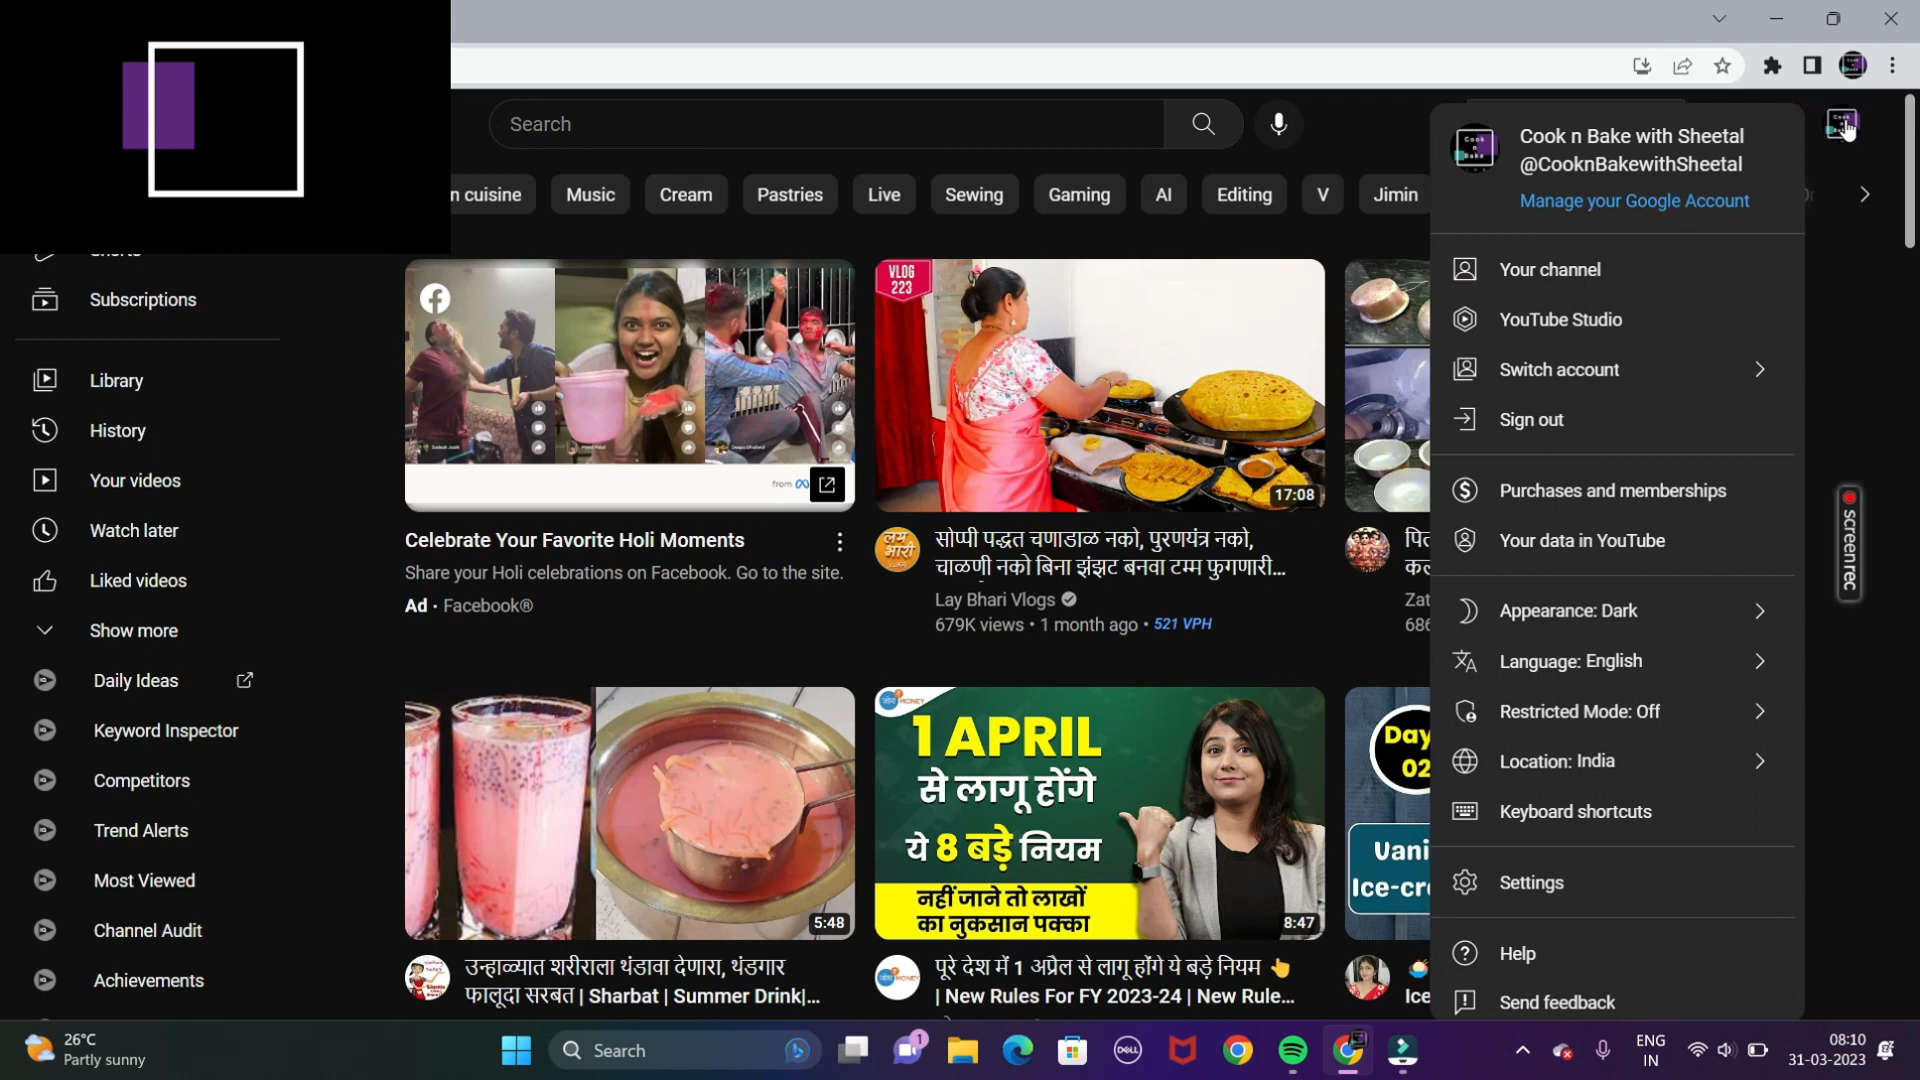 Search
n cuisine
Music
Cream
Pastries
Live
Sewing
Gaming
AI
Editing
V
Jimin
Cook n Bake with Sheetal
@CooknBakewithSheetal
Manage your Google Account
Your channel
YouTube Studio
Switch account
Sign out
Purchases and memberships
Your data in YouTube
Appearance: Dark
Language: English
Restricted Mode: Off
Location: India
Keyboard shortcuts
Settings
Help
Send feedback
Shorts
Subscriptions
Library
History
Your videos
Watch later
Liked videos
Show more
Daily Ideas
Keyword Inspector
Competitors
Trend Alerts
Most Viewed
Channel Audit
Achievements
from
Celebrate Your Favorite Holi Moments
Share your Holi celebrations on Facebook. Go to the site.
Ad · Facebook®
VLOG
223
17:08
लय
भारी
सोप्पी पद्धत चणाडाळ नको, पुरणयंत्र नको,
चाळणी नको बिना झंझट बनवा टम्म फुगणारी...
Lay Bhari Vlogs
679K views • 1 month ago • 521 VPH
पित
कल
Zat
686
5:48
उन्हाळ्यात शरीराला थंडावा देणारा, थंडगार
फालूदा सरबत | Sharbat | Summer Drink|...
MONEY
1 APRIL
से लागू होंगे
ये 8 बड़े नियम
नहीं जाने तो लाखों
का नुकसान पक्का
8:47
पूरे देश में 1 अप्रैल से लागू होंगे ये बड़े नियम 👆
| New Rules For FY 2023-24 | New Rule...
Day
02
Vani
Ice-cr
Ice
screenrec
26°C
Partly sunny
Search
1
DELL
ENG
IN
08:10
31-03-2023